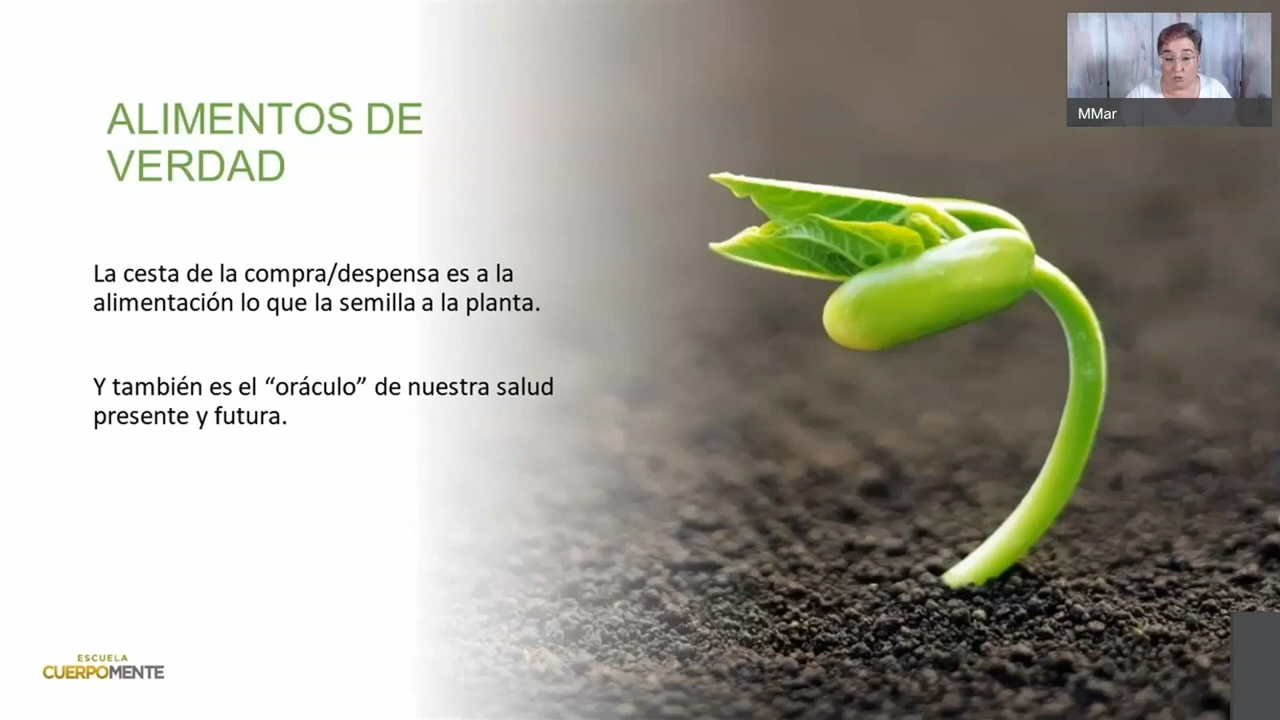 ALIMENTOS DE
VERDAD
La cesta de la compra/despensa es a la
alimentación lo que la semilla a la planta.
Y también es el “oráculo” de nuestra salud
presente y futura.
ESCUELA
CUERPOMENTE
MMar